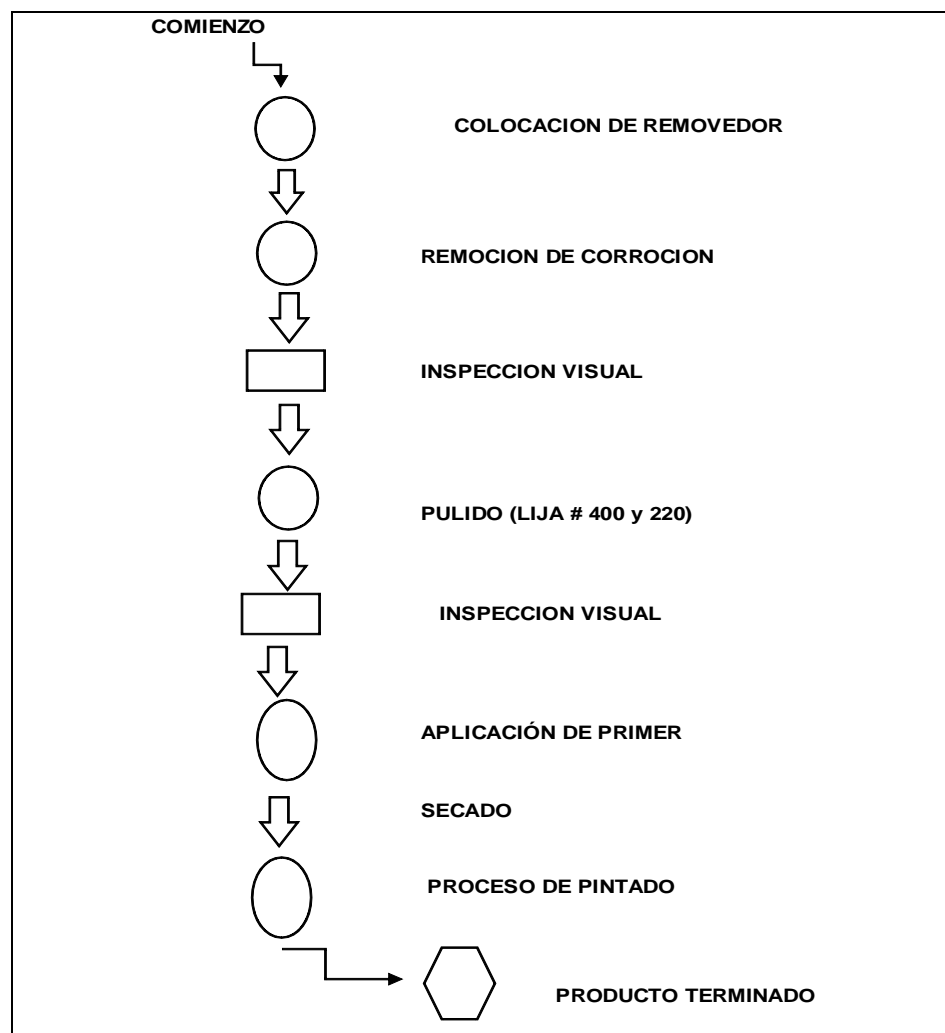 COMIENZO
COLOCACION DE REMOVEDOR
REMOCION DE CORROCION
INSPECCION VISUAL
PULIDO (LIJA # 400 y 220)
INSPECCION VISUAL
APLICACIÓN DE PRIMER
SECADO
PROCESO DE PINTADO
PRODUCTO TERMINADO